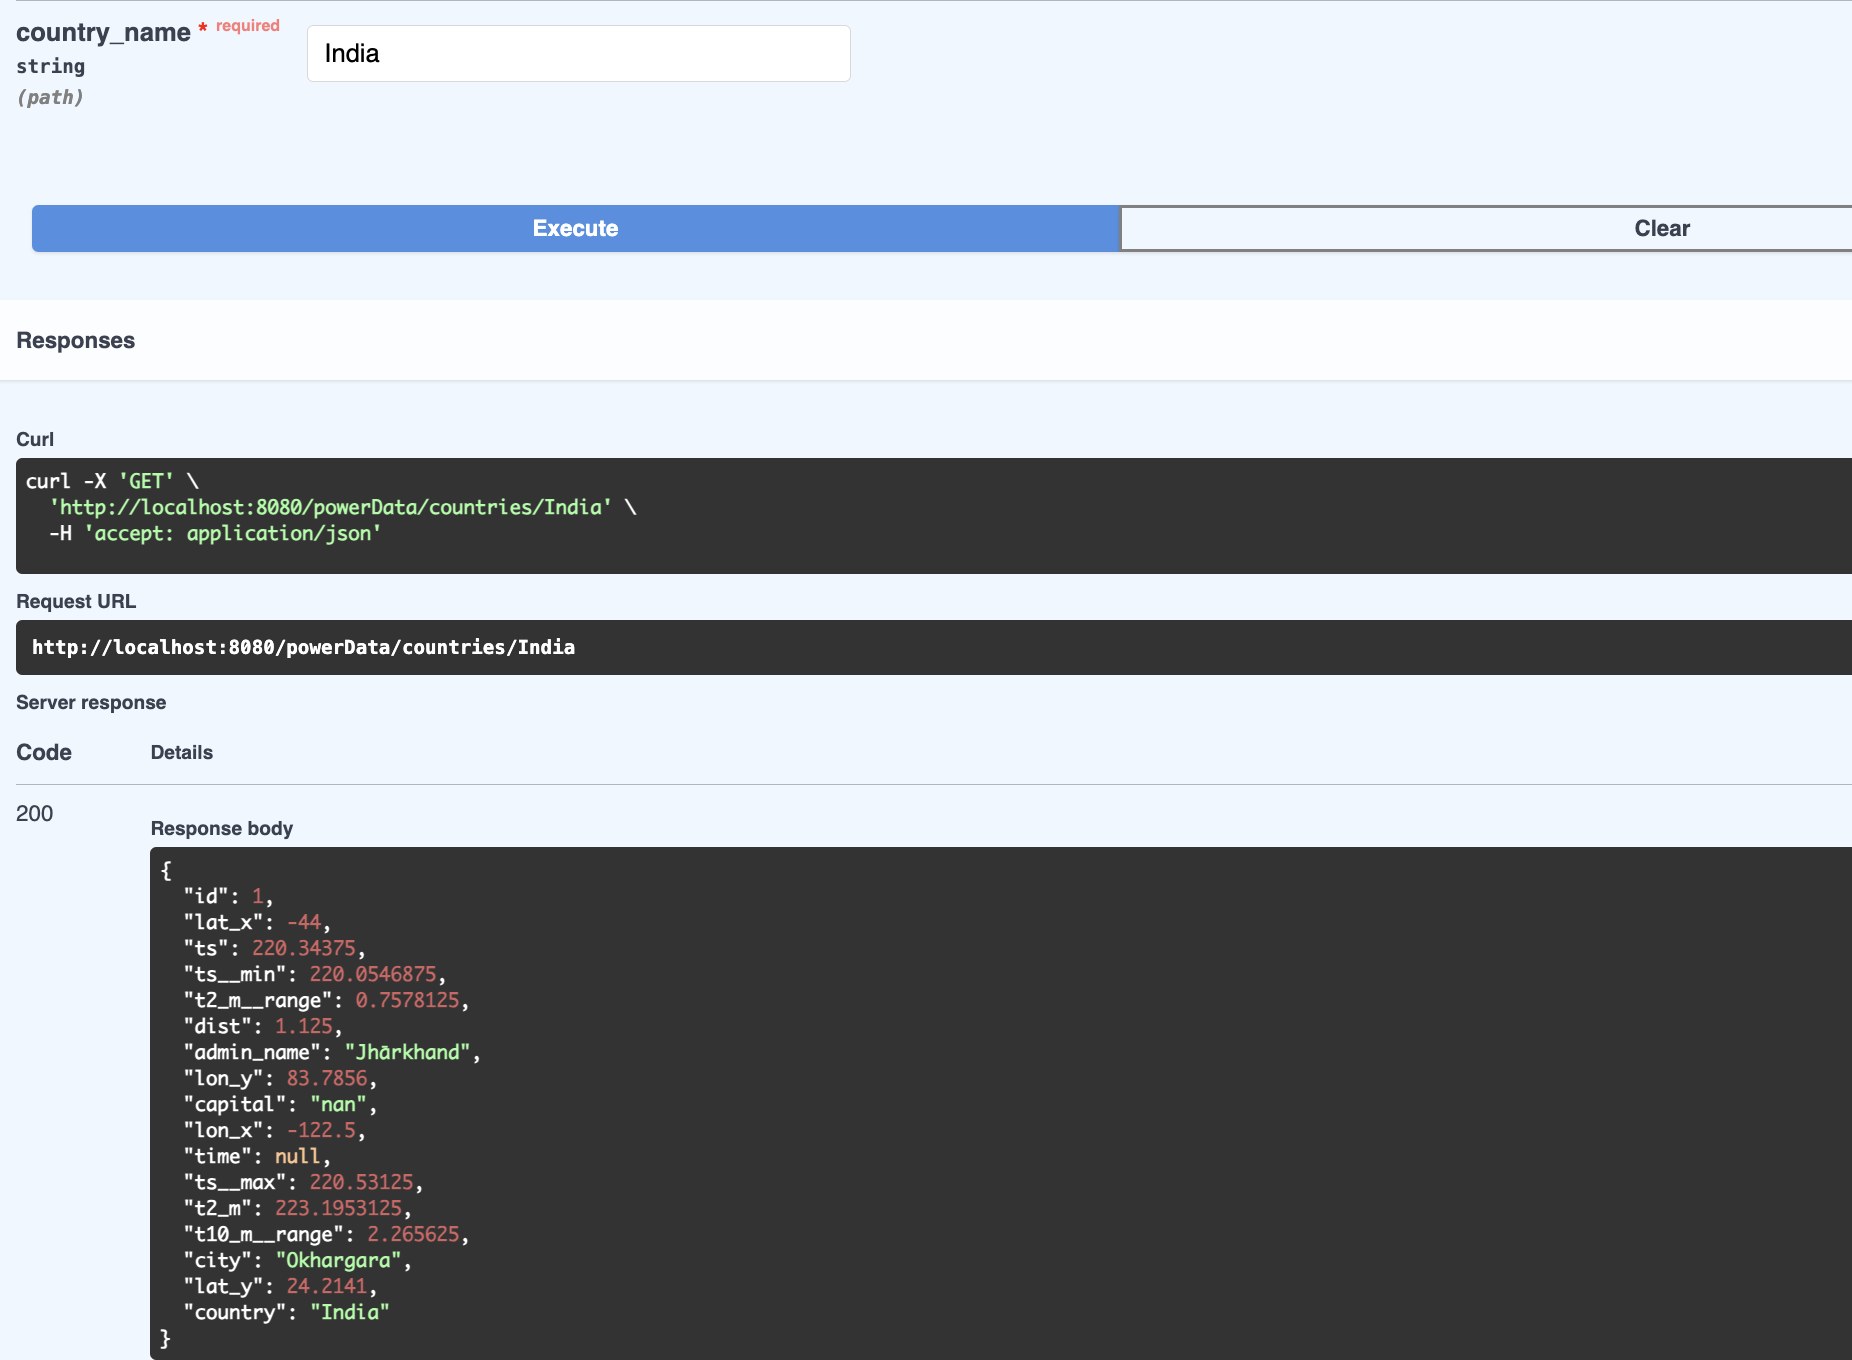 country_name * required
string
(path)
India
Execute
Clear
Responses
Curl
curl -X 'GET' \
  'http://localhost:8080/powerData/countries/India' \
  -H 'accept: application/json'
Request URL
http://localhost:8080/powerData/countries/India
Server response
Code Details
200
Response body
{
  "id": 1,
  "lat_x": -44,
  "ts": 220.34375,
  "ts__min": 220.0546875,
  "t2_m__range": 0.7578125,
  "dist": 1.125,
  "admin_name": "Jhārkhand",
  "lon_y": 83.7856,
  "capital": "nan",
  "lon_x": -122.5,
  "time": null,
  "ts__max": 220.53125,
  "t2_m": 223.1953125,
  "t10_m__range": 2.265625,
  "city": "Okhargara",
  "lat_y": 24.2141,
  "country": "India"
}